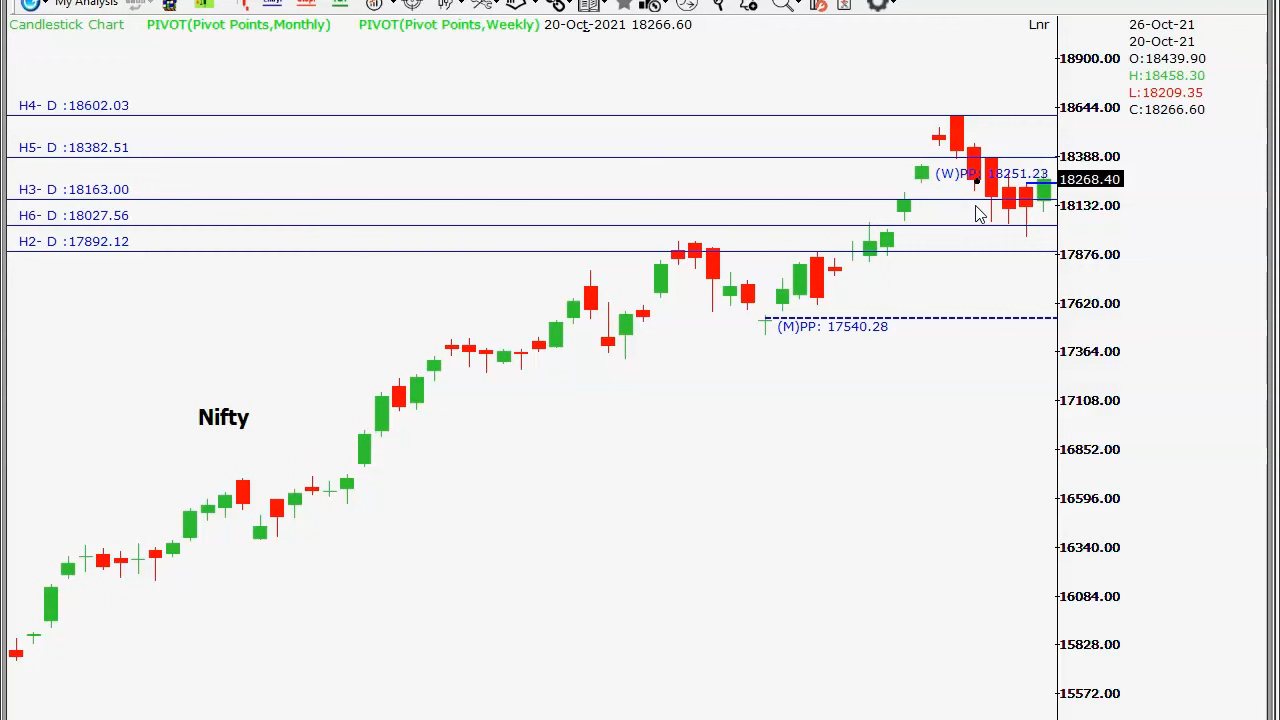 My Analysis
Candlestick Chart PIVOT(Pivot Points,Monthly) PIVOT(Pivot Points,Weekly) 20-Oct-2021 18266.60 Lnr
26-Oct-21
20-Oct-21
O:18439.90
H:18458.30
L:18209.35
C:18266.60
18900.00
H4- D :18602.03
18644.00
H5- D :18382.51
18388.00
(W)PP: 18251.23
18268.40
H3- D :18163.00
18132.00
H6- D :18027.56
H2- D :17892.12
17876.00
17620.00
(M)PP: 17540.28
17364.00
17108.00
Nifty
16852.00
16596.00
16340.00
16084.00
15828.00
15572.00